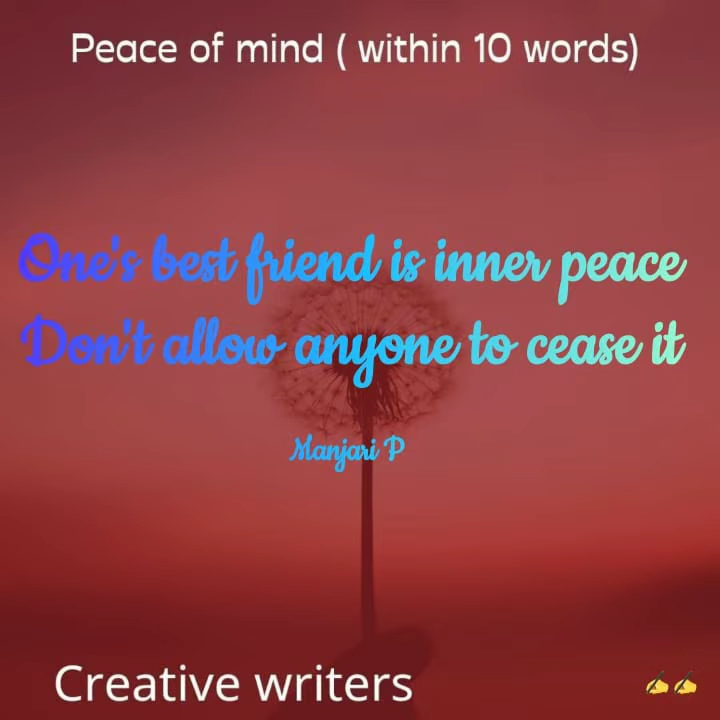 Peace of mind ( within 10 words)
One's best friend is inner peace
Don't allow anyone to cease it
Manjari P
Creative writers ✍✍